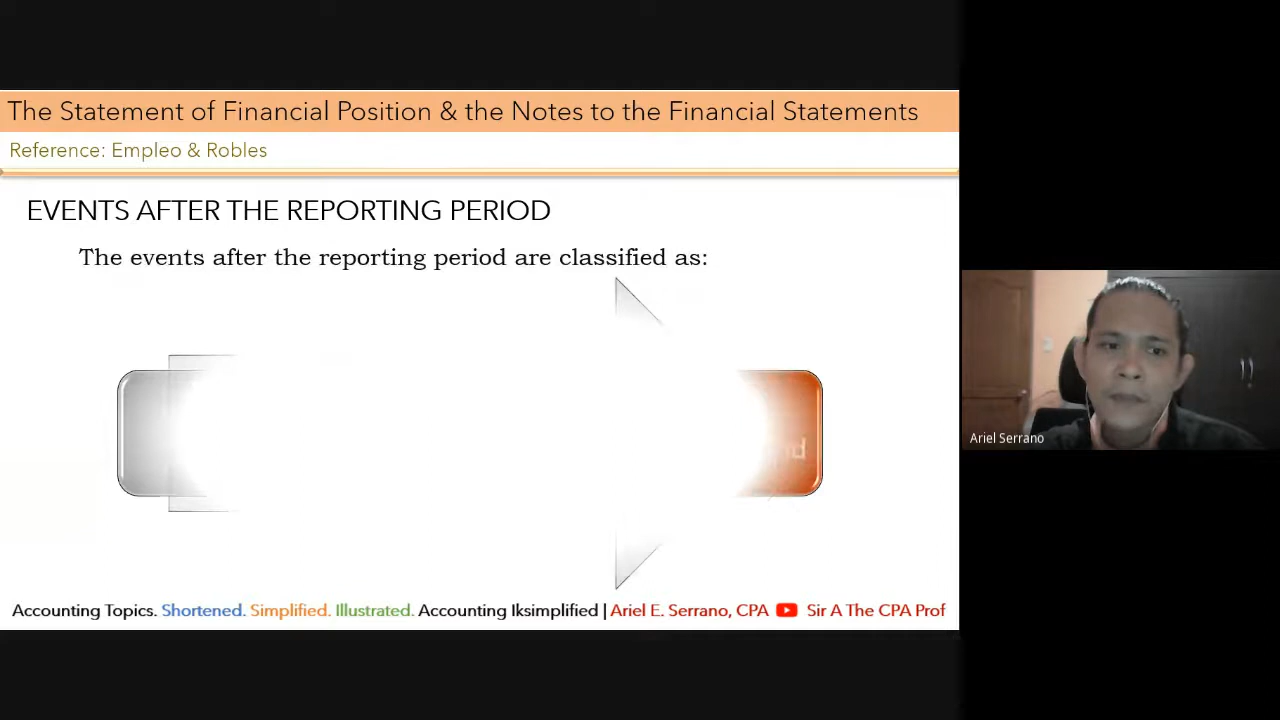 The Statement of Financial Position & the Notes to the Financial Statements
Reference: Empleo & Robles
EVENTS AFTER THE REPORTING PERIOD
The events after the reporting period are classified as:
Ariel Serrano
Accounting Topics. Shortened. Simplified. Illustrated. Accounting Iksimplified | Ariel E. Serrano, CPA Sir A The CPA Prof